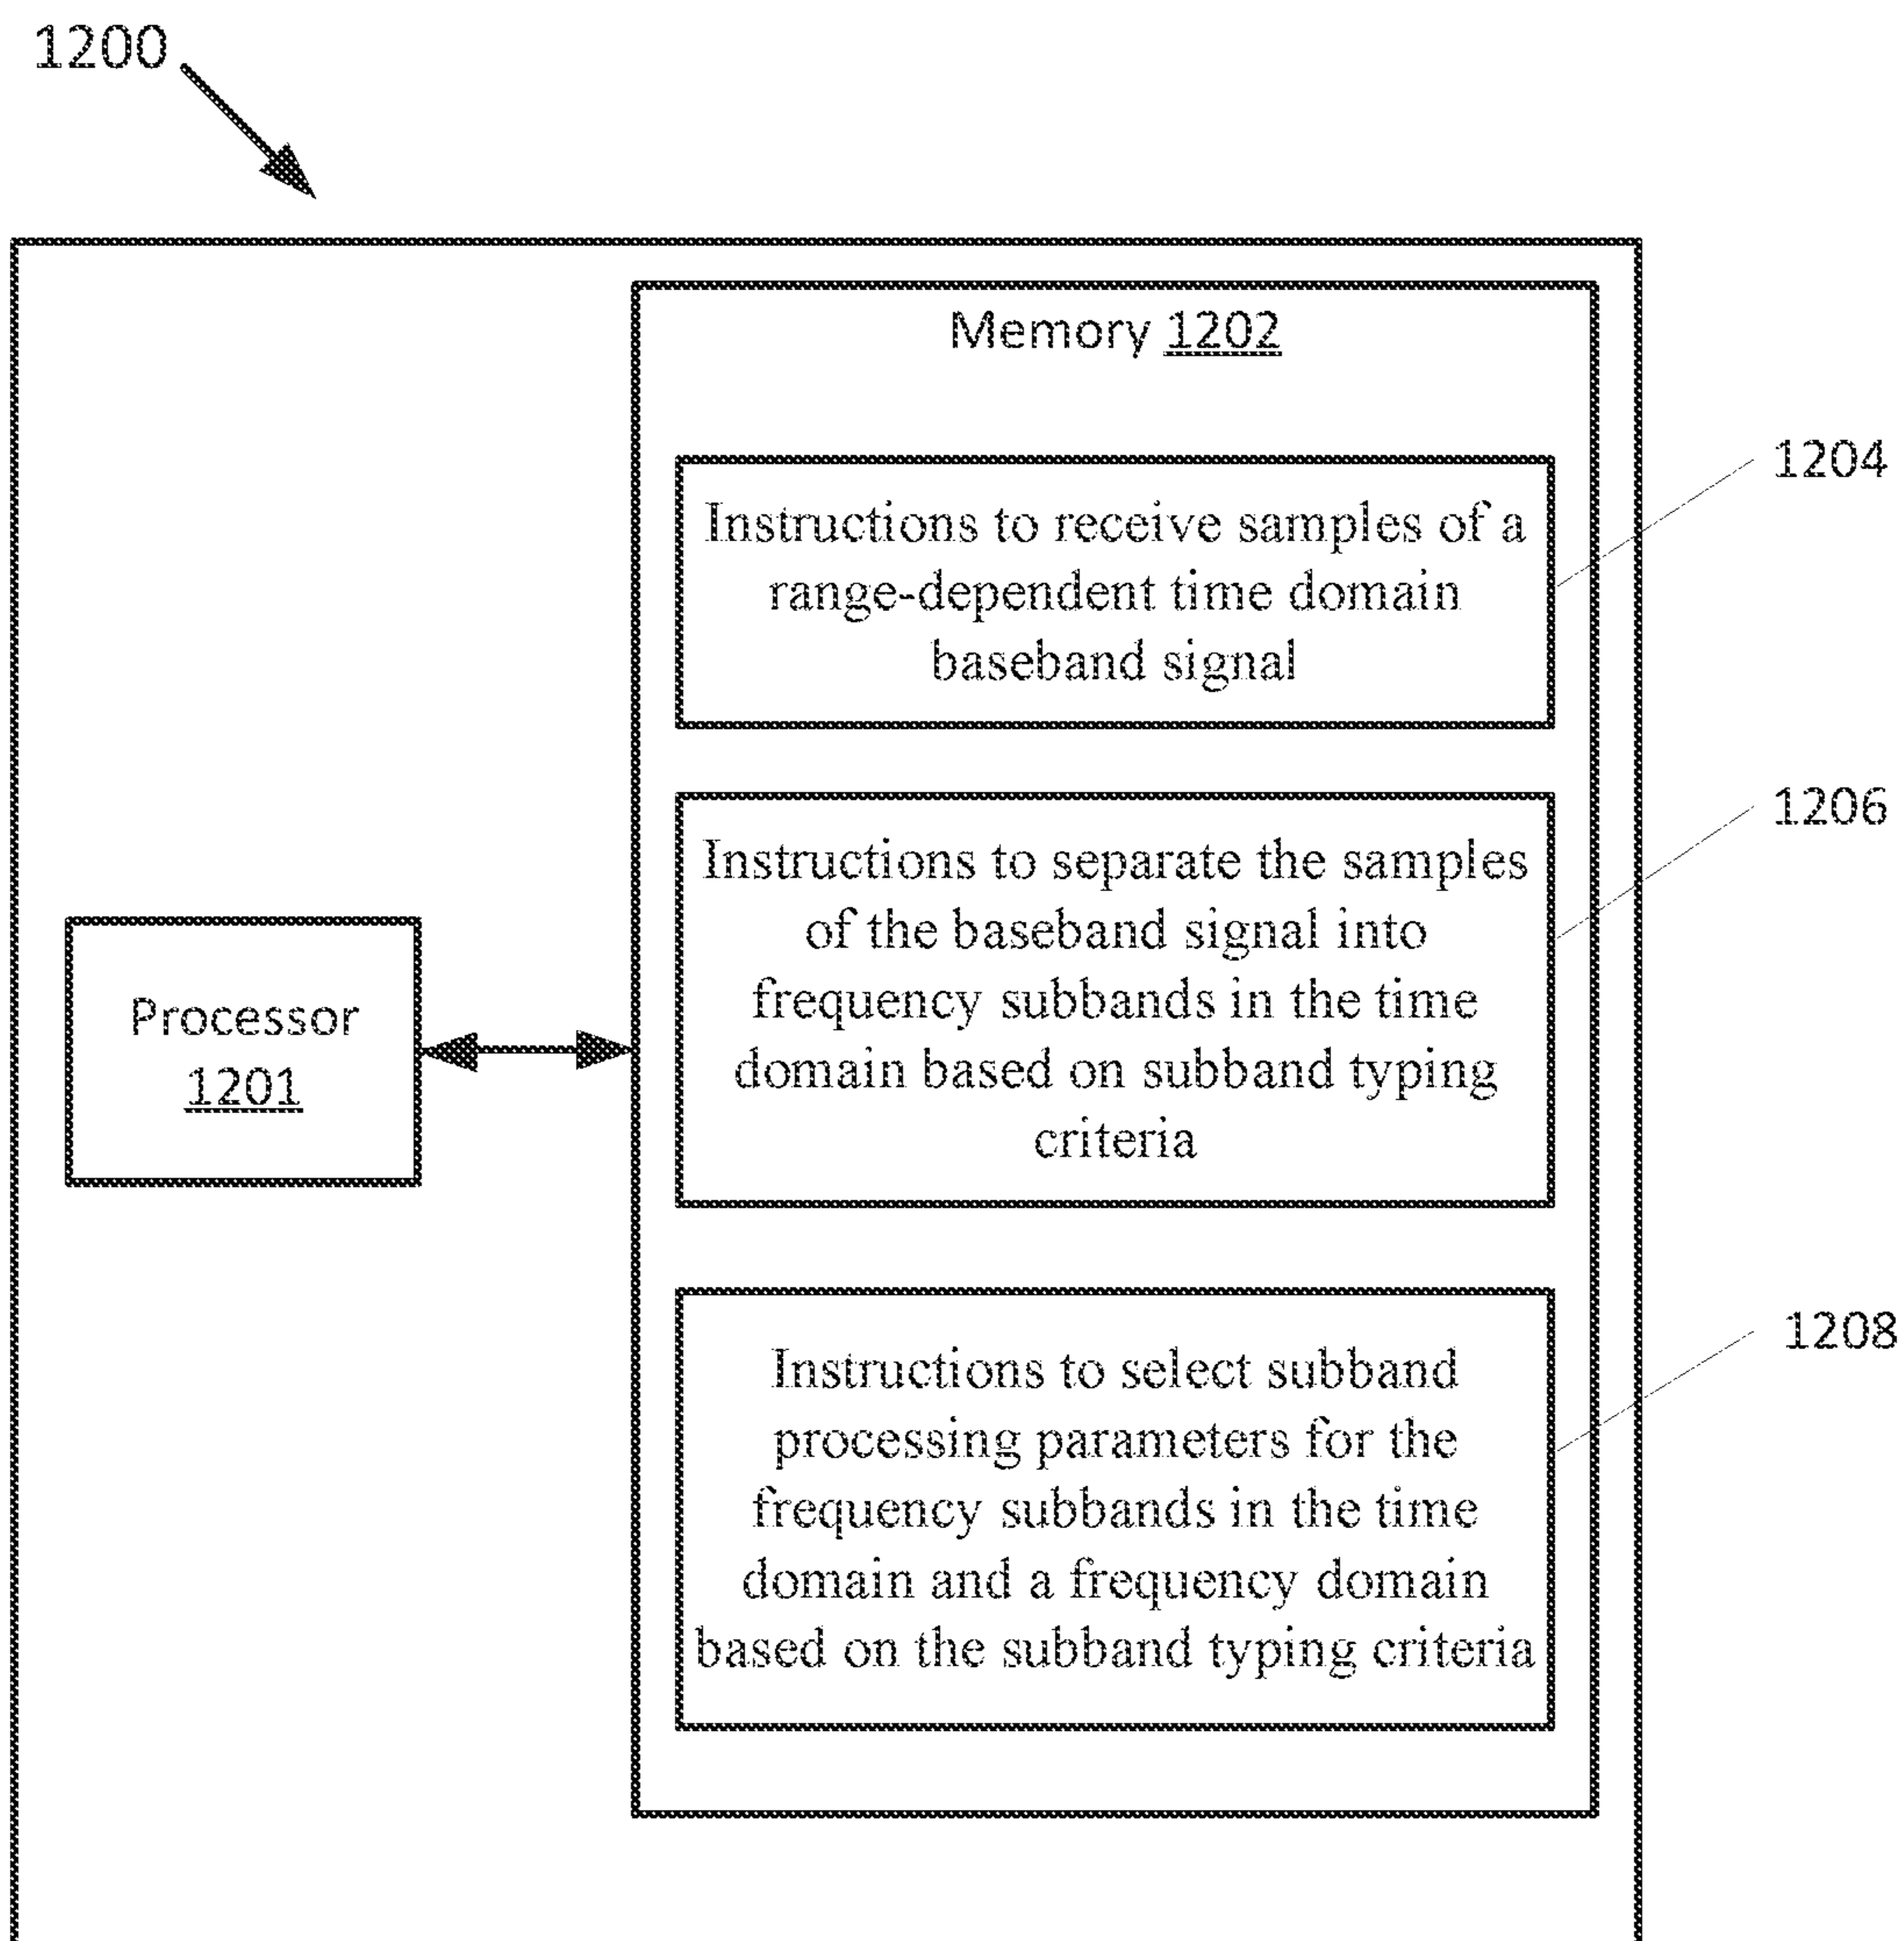 1200
Memory 1202
1204
Instructions to receive samples of a
range-dependent time domain
baseband signal
1206
Instructions to separate the samples
of the baseband signal into
frequency subbands in the time
domain based on subband typing
criteria
Processor
1201
1208
Instructions to select subband
processing parameters for the
frequency subbands in the time
domain and a frequency domain
based on the subband typing criteria